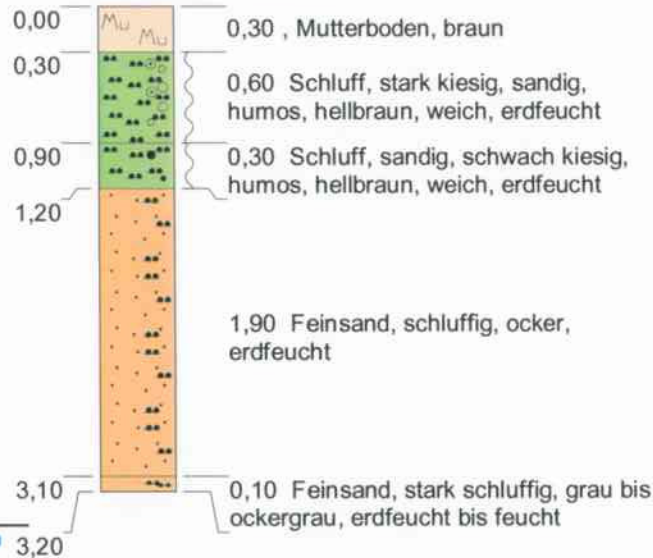 0,00
Mu
Mu
0,30 , Mutterboden, braun
0,30
0,60 Schluff, stark kiesig, sandig,
humos, hellbraun, weich, erdfeucht
0,90
0,30 Schluff, sandig, schwach kiesig,
humos, hellbraun, weich, erdfeucht
1,20
1,90 Feinsand, schluffig, ocker,
erdfeucht
3,10
0,10 Feinsand, stark schluffig, grau bis
ockergrau, erdfeucht bis feucht
3,20